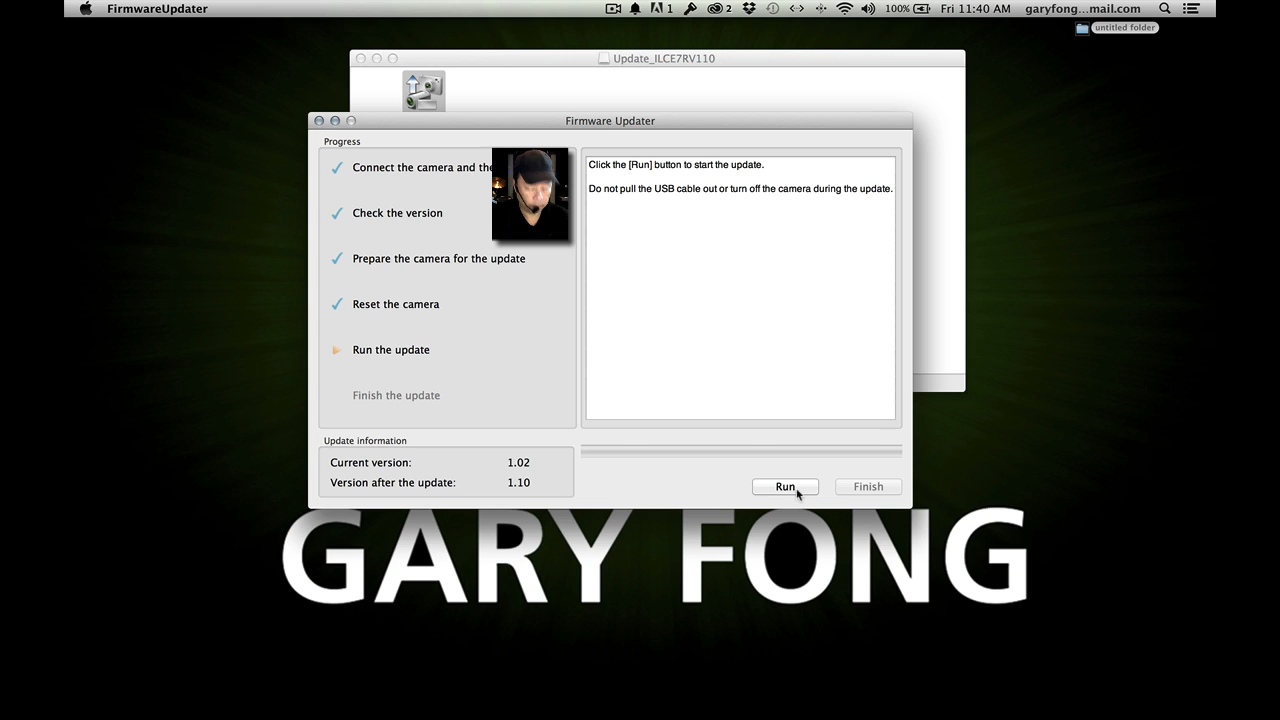 FirmwareUpdater
1
2
100%
Fri 11:40 AM
garyfong...mail.com
untitled folder
Update_ILCE7RV110
Firmware Updater
Progress
Connect the camera and the
Check the version
Prepare the camera for the update
Reset the camera
Run the update
Finish the update
Click the [Run] button to start the update.
Do not pull the USB cable out or turn off the camera during the update.
Update information
Current version: 1.02
Version after the update: 1.10
Run
Finish
GARY FONG